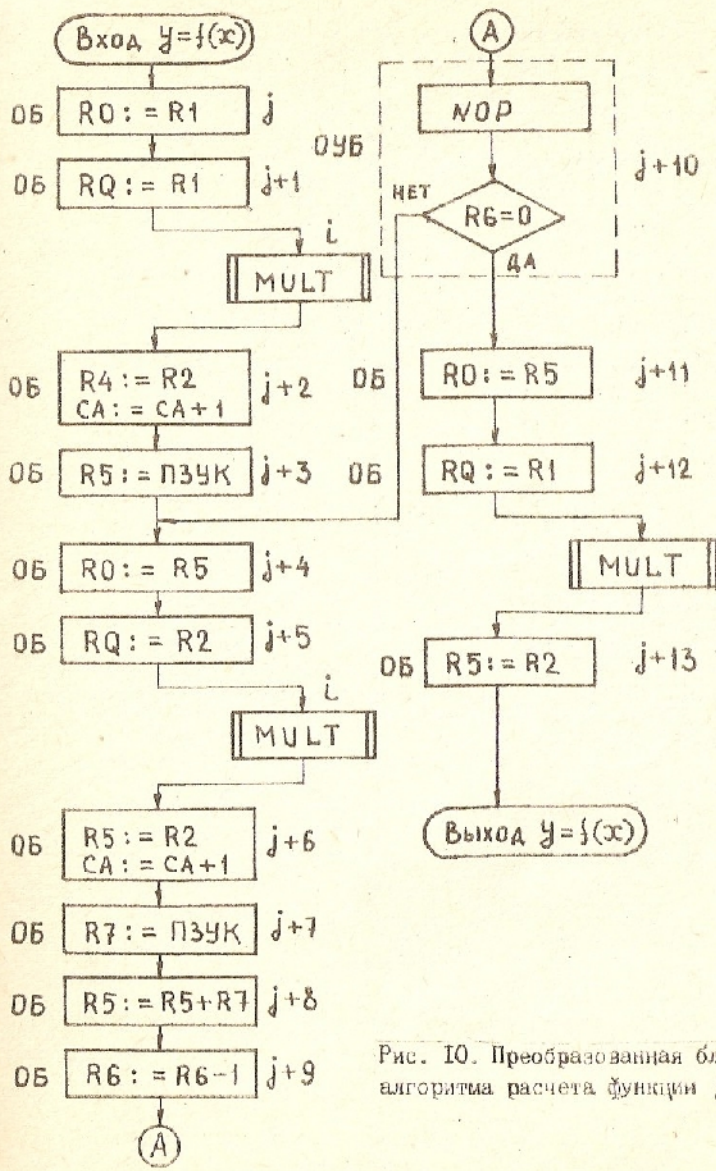 Вход y=f(x)
ОБ R0:=R1 j
ОБ RQ:=R1 j+1
i
MULT
ОБ R4:=R2 j+2
CA:=CA+1
ОБ R5:=ПЗУК j+3
ОБ R0:=R5 j+4
ОБ RQ:=R2 j+5
i
MULT
ОБ R5:=R2 j+6
CA:=CA+1
ОБ R7:=ПЗУК j+7
ОБ R5:=R5+R7 j+8
ОБ R6:=R6-1 j+9
A
A
ОУБ NOP j+10
НЕТ R6=0
ДА
ОБ R0:=R5 j+11
ОБ RQ:=R1 j+12
MULT
ОБ R5:=R2 j+13
Выход y=f(x)
Рис. 10. Преобразованная
алгоритма расчета функции